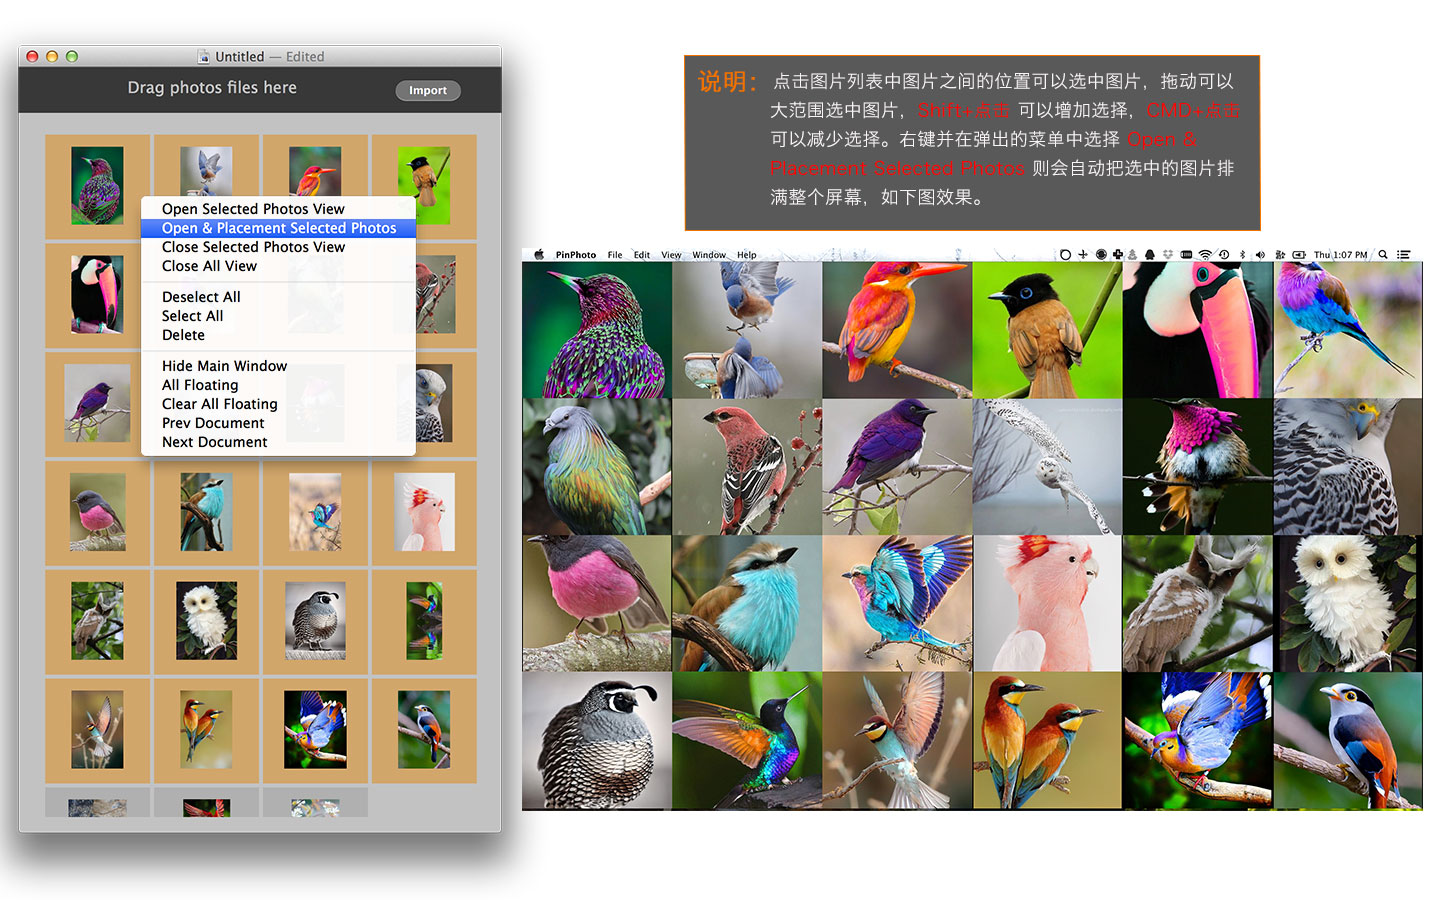 Untitled — Edited
Drag photos files here
Import
Open Selected Photos View
Open & Placement Selected Photos
Close Selected Photos View
Close All View
Deselect All
Select All
Delete
Hide Main Window
All Floating
Clear All Floating
Prev Document
Next Document
说明：点击图片列表中图片之间的位置可以选中图片，拖动可以
大范围选中图片，Shift+点击 可以增加选择，CMD+点击
可以减少选择。右键并在弹出的菜单中选择 Open &
Placement Selected Photos 则会自动把选中的图片排
满整个屏幕，如下图效果。
PinPhoto File Edit View Window Help Thu 1:07 PM